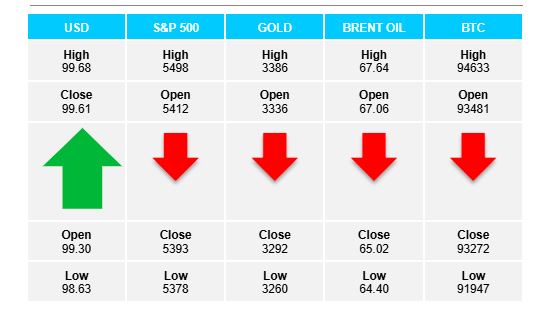 USD S&P 500 GOLD BRENT OIL BTC
High High High High High
99.68 5498 3386 67.64 94633
Close Open Open Open Open
99.61 5412 3336 67.06 93481
Open Close Close Close Close
99.30 5393 3292 65.02 93272
Low Low Low Low Low
98.63 5378 3260 64.40 91947